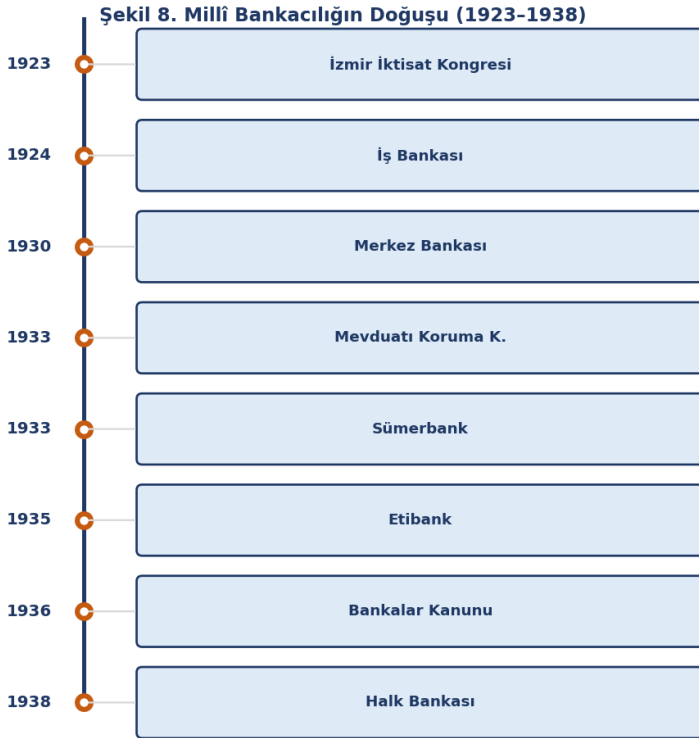 Şekil 8. Millî Bankacılığın Doğuşu (1923–1938)
1923 İzmir İktisat Kongresi
1924 İş Bankası
1930 Merkez Bankası
1933 Mevduatı Koruma K.
1933 Sümerbank
1935 Etibank
1936 Bankalar Kanunu
1938 Halk Bankası